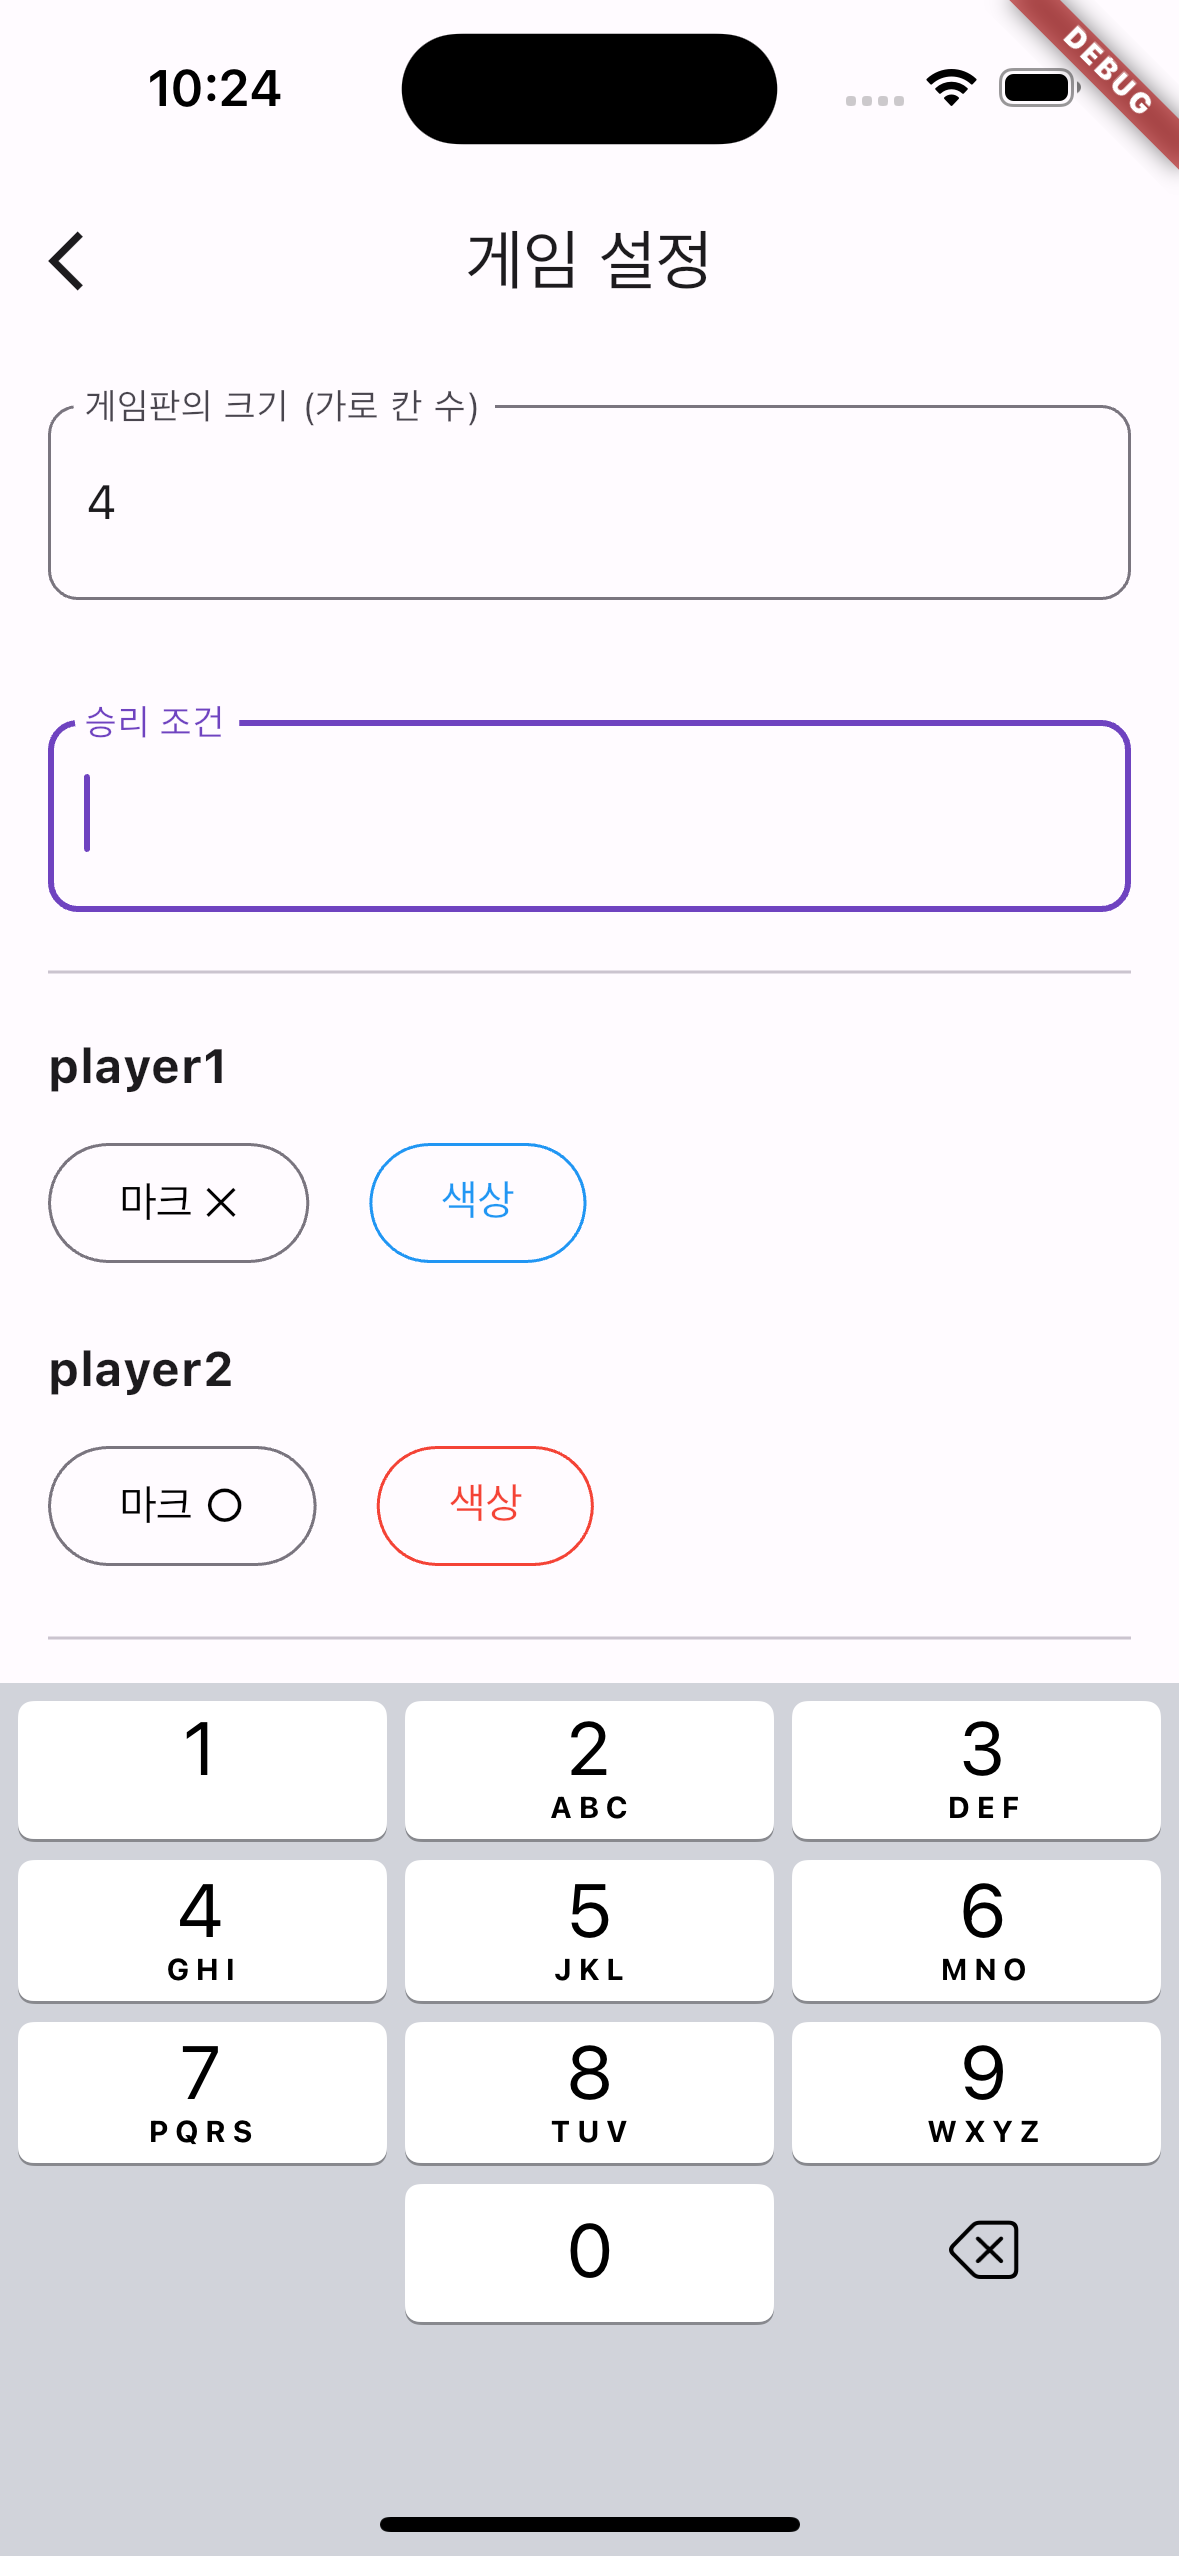 10:24
DEBUG
게임 설정
게임판의 크기 (가로 칸 수)
4
승리 조건
player1
마크 색상
player2
마크 색상
1 2 3
ABC DEF
4 5 6
GHI JKL MNO
7 8 9
PQRS TUV WXYZ
0